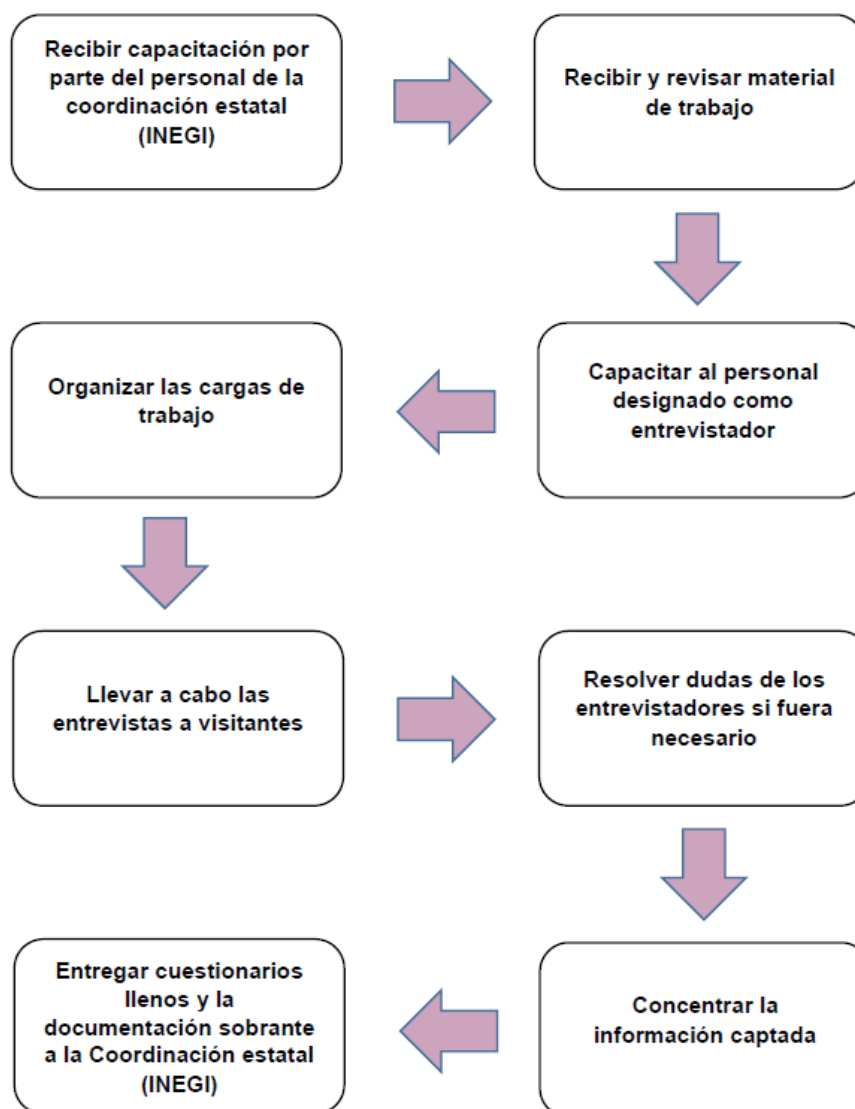 Recibir capacitación por
parte del personal de la
coordinación estatal
(INEGI)
Recibir y revisar material
de trabajo
Capacitar al personal
designado como
entrevistador
Organizar las cargas de
trabajo
Llevar a cabo las
entrevistas a visitantes
Resolver dudas de los
entrevistadores si fuera
necesario
Concentrar la
información captada
Entregar cuestionarios
llenos y la
documentación sobrante
a la Coordinación estatal
(INEGI)